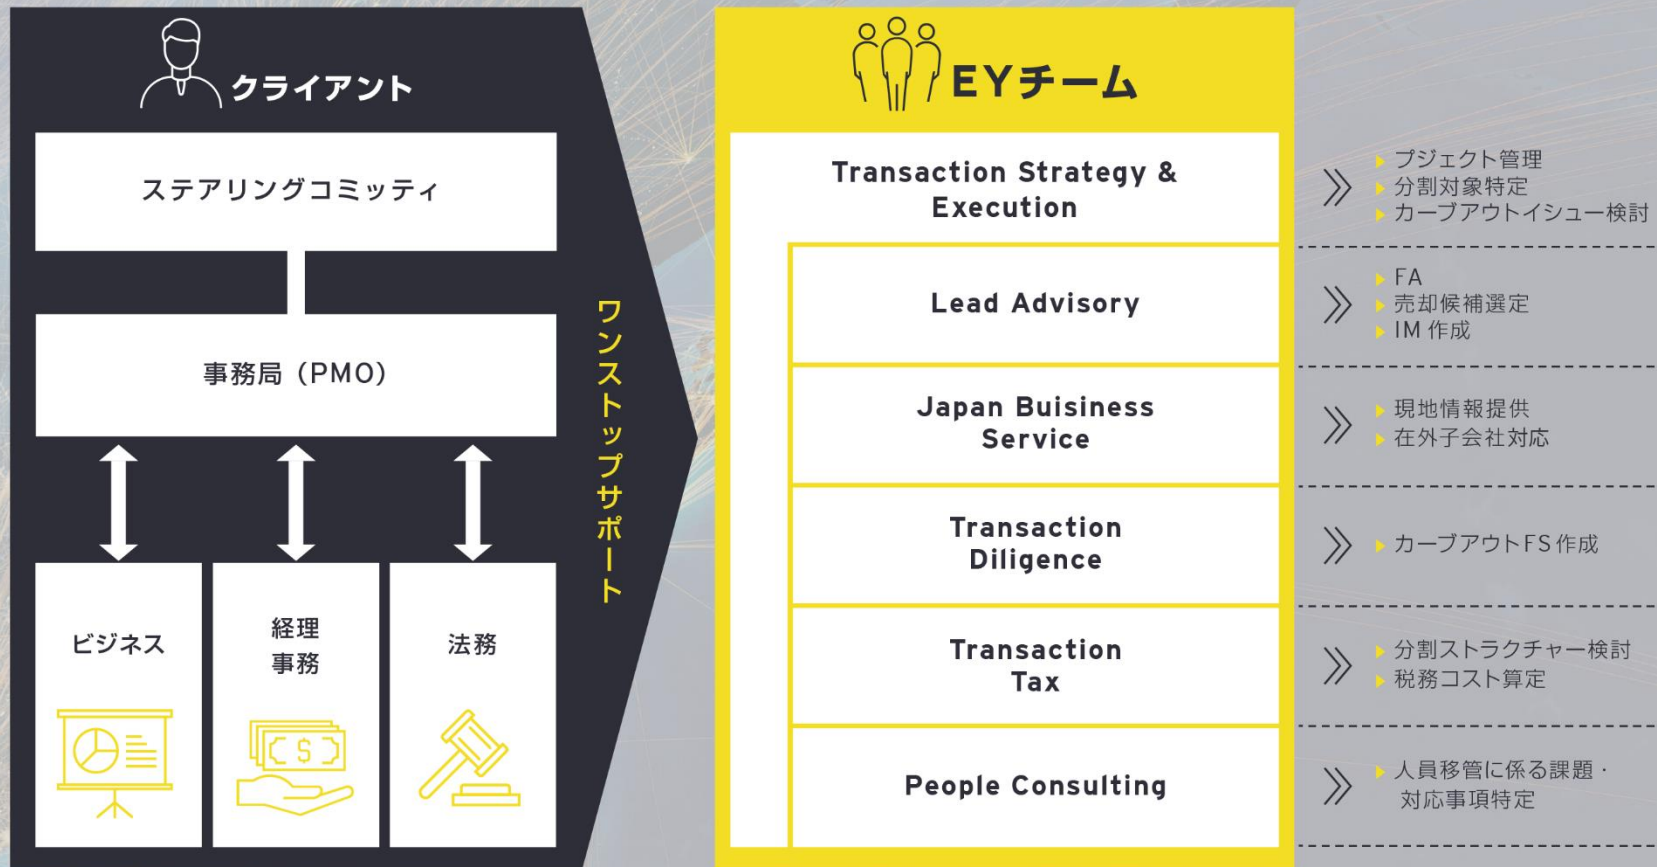 クライアント
ステアリングコミッティ
事務局（PMO）
ビジネス
経理
事務
法務
ワンストップサポート
EYチーム
Transaction Strategy &
Execution
プジェクト管理
分割対象特定
カーブアウトイシュー検討
Lead Advisory
FA
売却候補選定
IM 作成
Japan Buisiness
Service
現地情報提供
在外子会社対応
Transaction
Diligence
カーブアウトFS作成
Transaction
Tax
分割ストラクチャー検討
税務コスト算定
People Consulting
人員移管に係る課題・
対応事項特定